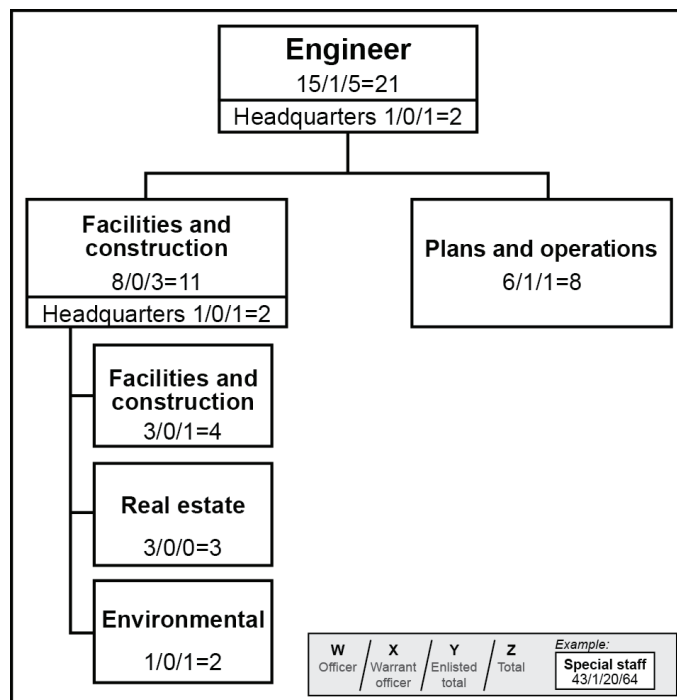 Engineer
15/1/5=21
Headquarters 1/0/1=2
Facilities and
construction
8/0/3=11
Headquarters 1/0/1=2
Plans and operations
6/1/1=8
Facilities and
construction
3/0/1=4
Real estate
3/0/0=3
Environmental
1/0/1=2
W / X / Y / Z
Officer / Warrant officer / Enlisted total / Total
Example:
Special staff
43/1/20/64